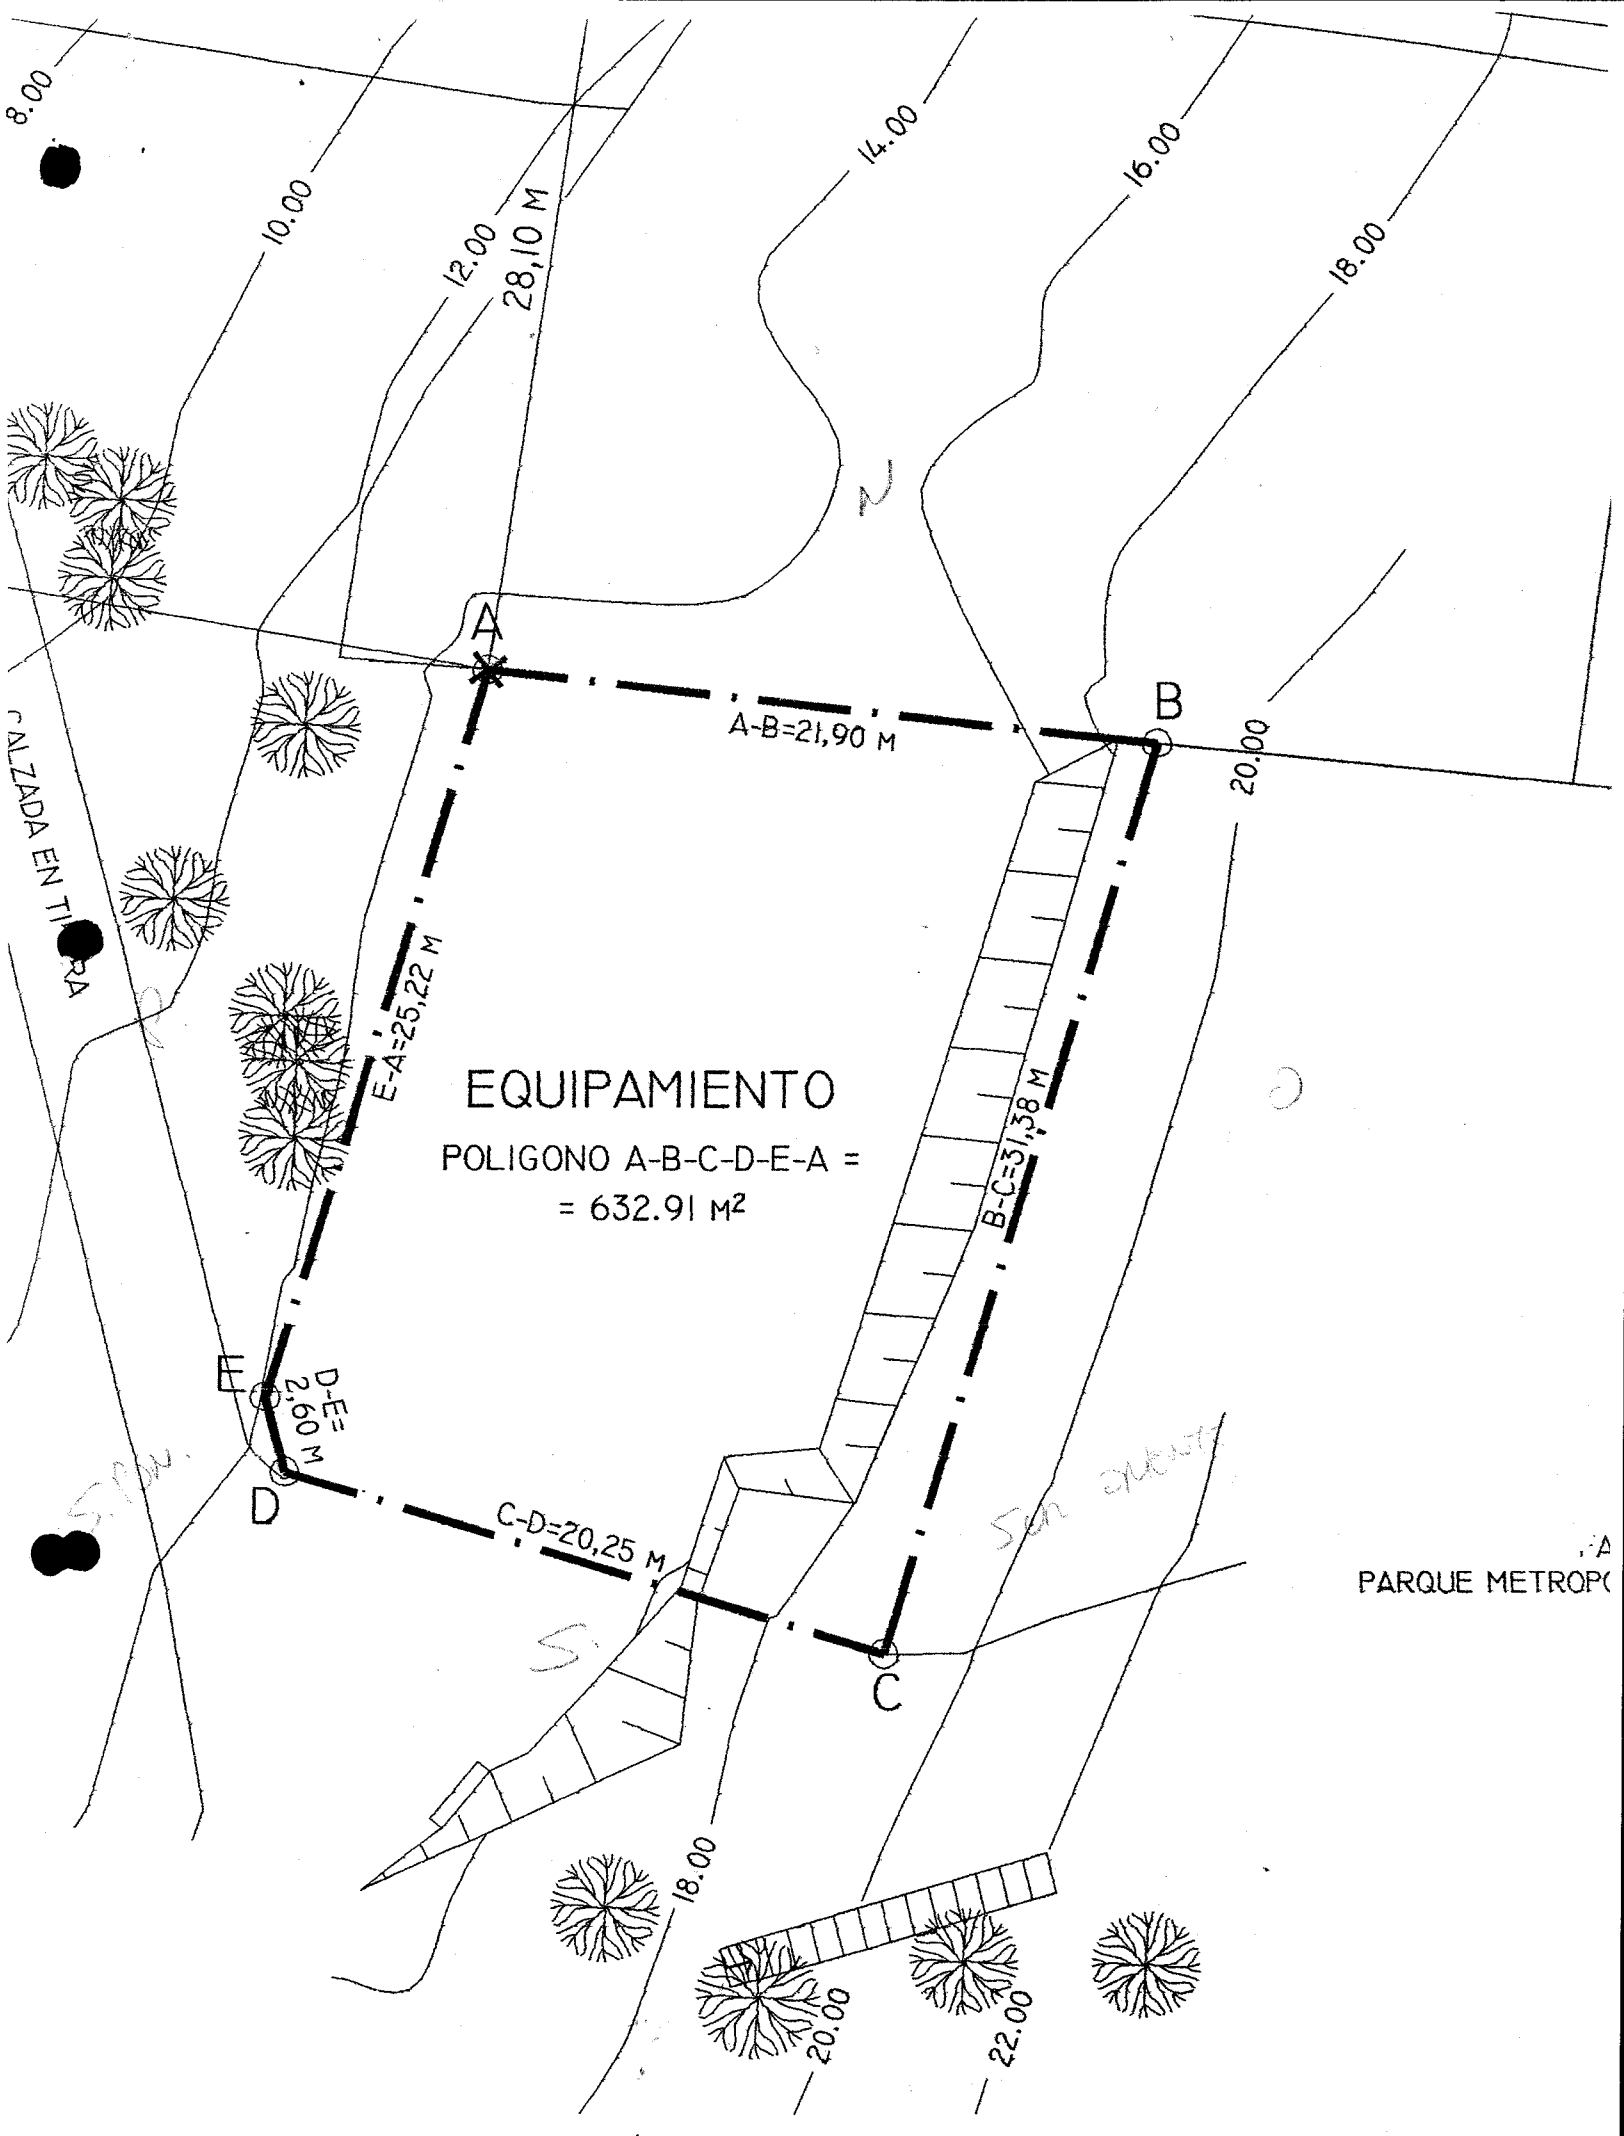 8.00
10.00
12.00
28,10 M
14.00
16.00
18.00
N
A
B
A-B=21,90 M
20.00
CALZADA EN TI
RRA
E-A=25,22 M
EQUIPAMIENTO
POLIGONO A-B-C-D-E-A =
= 632.91 M²
B-C=31,38 M
O
E
D-E=
2,60 M
D
C-D=20,25 M
S.
C
PARQUE METROPO
18.00
20.00
22.00